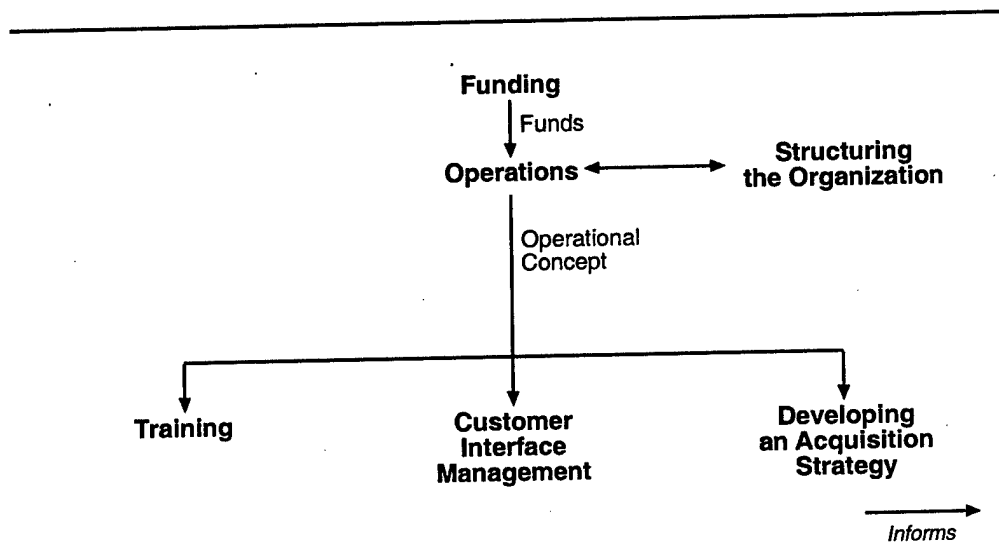 Funding
Funds
Operations
Structuring
the Organization
Operational
Concept
Training
Customer
Interface
Management
Developing
an Acquisition
Strategy
Informs